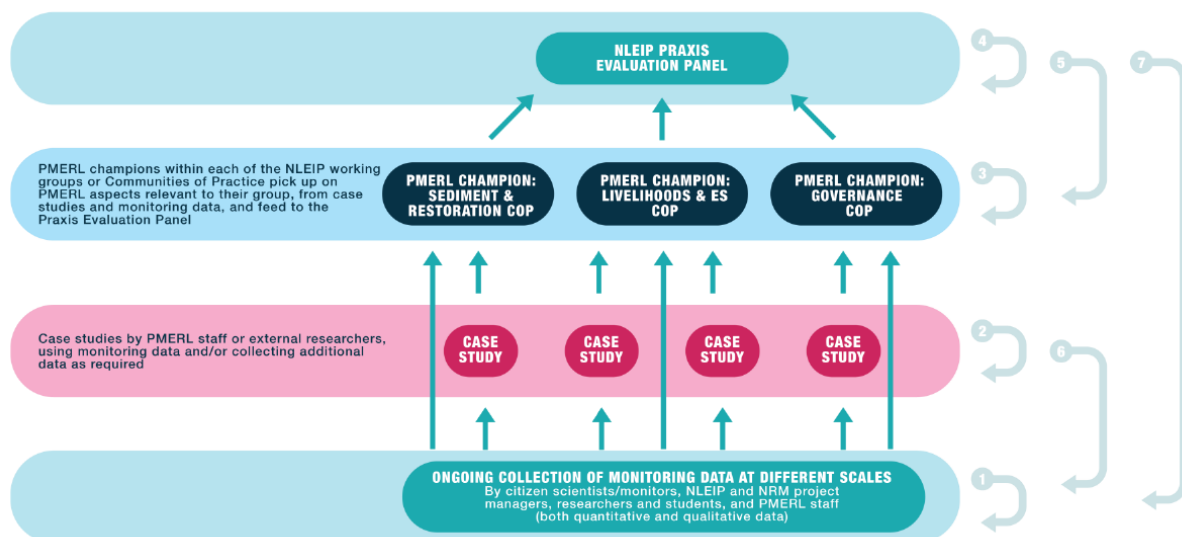 NLEIP PRAXIS
EVALUATION PANEL
4
5
7
PMERL champions within each of the NLEIP working
groups or Communities of Practice pick up on
PMERL aspects relevant to their group, from case
studies and monitoring data, and feed to the
Praxis Evaluation Panel
PMERL CHAMPION:
SEDIMENT &
RESTORATION COP
PMERL CHAMPION:
LIVELIHOODS & ES
COP
PMERL CHAMPION:
GOVERNANCE
COP
3
Case studies by PMERL staff or external researchers,
using monitoring data and/or collecting additional
data as required
CASE
STUDY
CASE
STUDY
CASE
STUDY
CASE
STUDY
2
6
ONGOING COLLECTION OF MONITORING DATA AT DIFFERENT SCALES
By citizen scientists/monitors, NLEIP and NRM project
managers, researchers and students, and PMERL staff
(both quantitative and qualitative data)
1